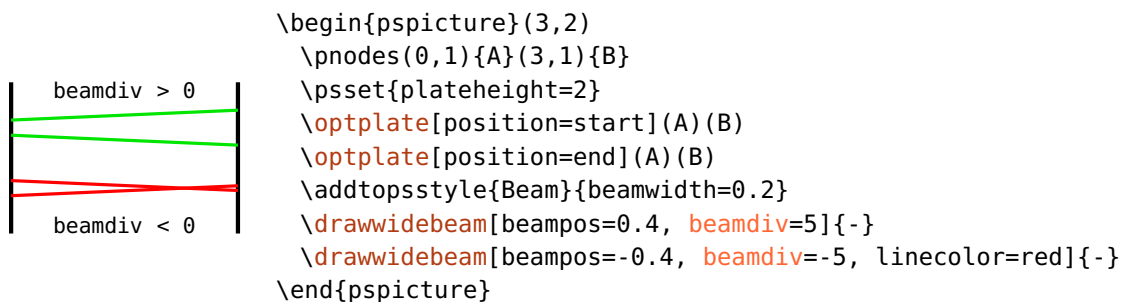 \begin{pspicture}(3,2)
\pnodes(0,1){A}(3,1){B}
\psset{plateheight=2}
\optplate[position=start](A)(B)
\optplate[position=end](A)(B)
\addtopsstyle{Beam}{beamwidth=0.2}
\drawwidebeam[beampos=0.4, beamdiv=5]{-}
\drawwidebeam[beampos=-0.4, beamdiv=-5, linecolor=red]{-}
\end{pspicture}
beamdiv > 0
beamdiv < 0